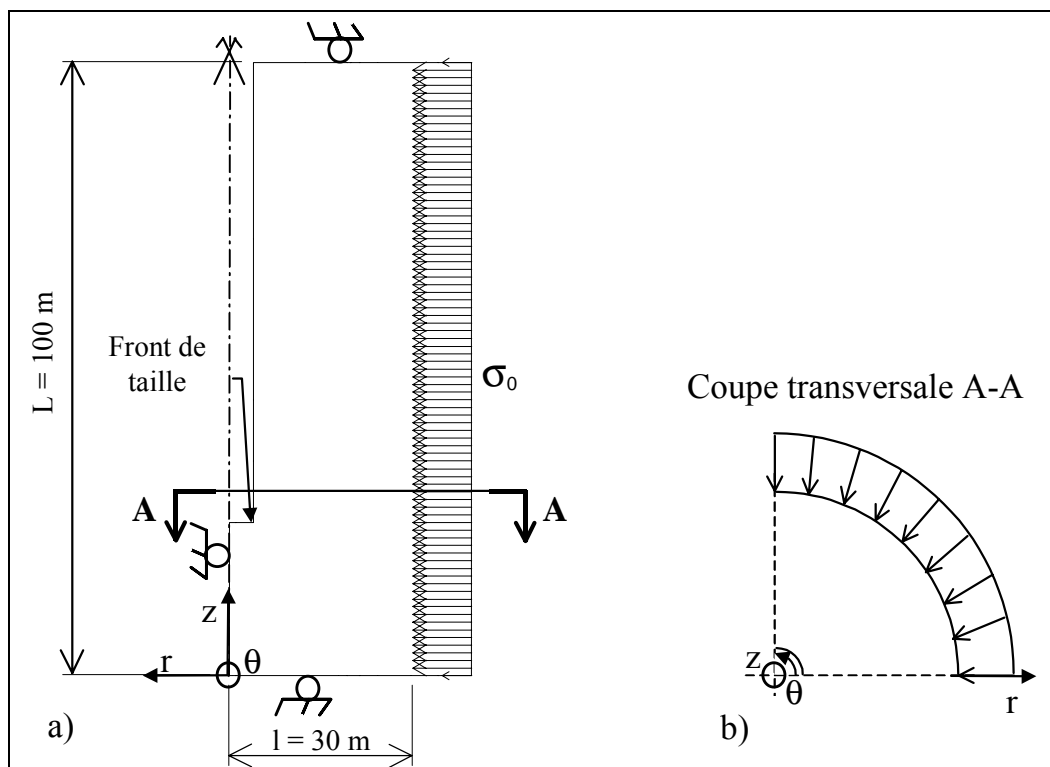 L = 100 m
Front de
taille
σ₀
A
A
z
r
θ
a)
l = 30 m
Coupe transversale A-A
z
θ
r
b)